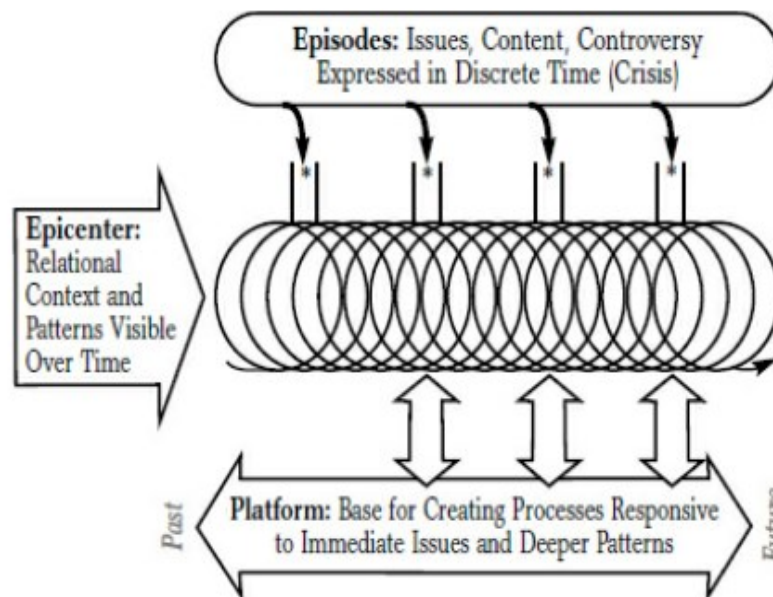 Episodes: Issues, Content, Controversy
Expressed in Discrete Time (Crisis)
* * * *
Epicenter:
Relational
Context and
Patterns Visible
Over Time
Past
Platform: Base for Creating Processes Responsive
to Immediate Issues and Deeper Patterns
Future